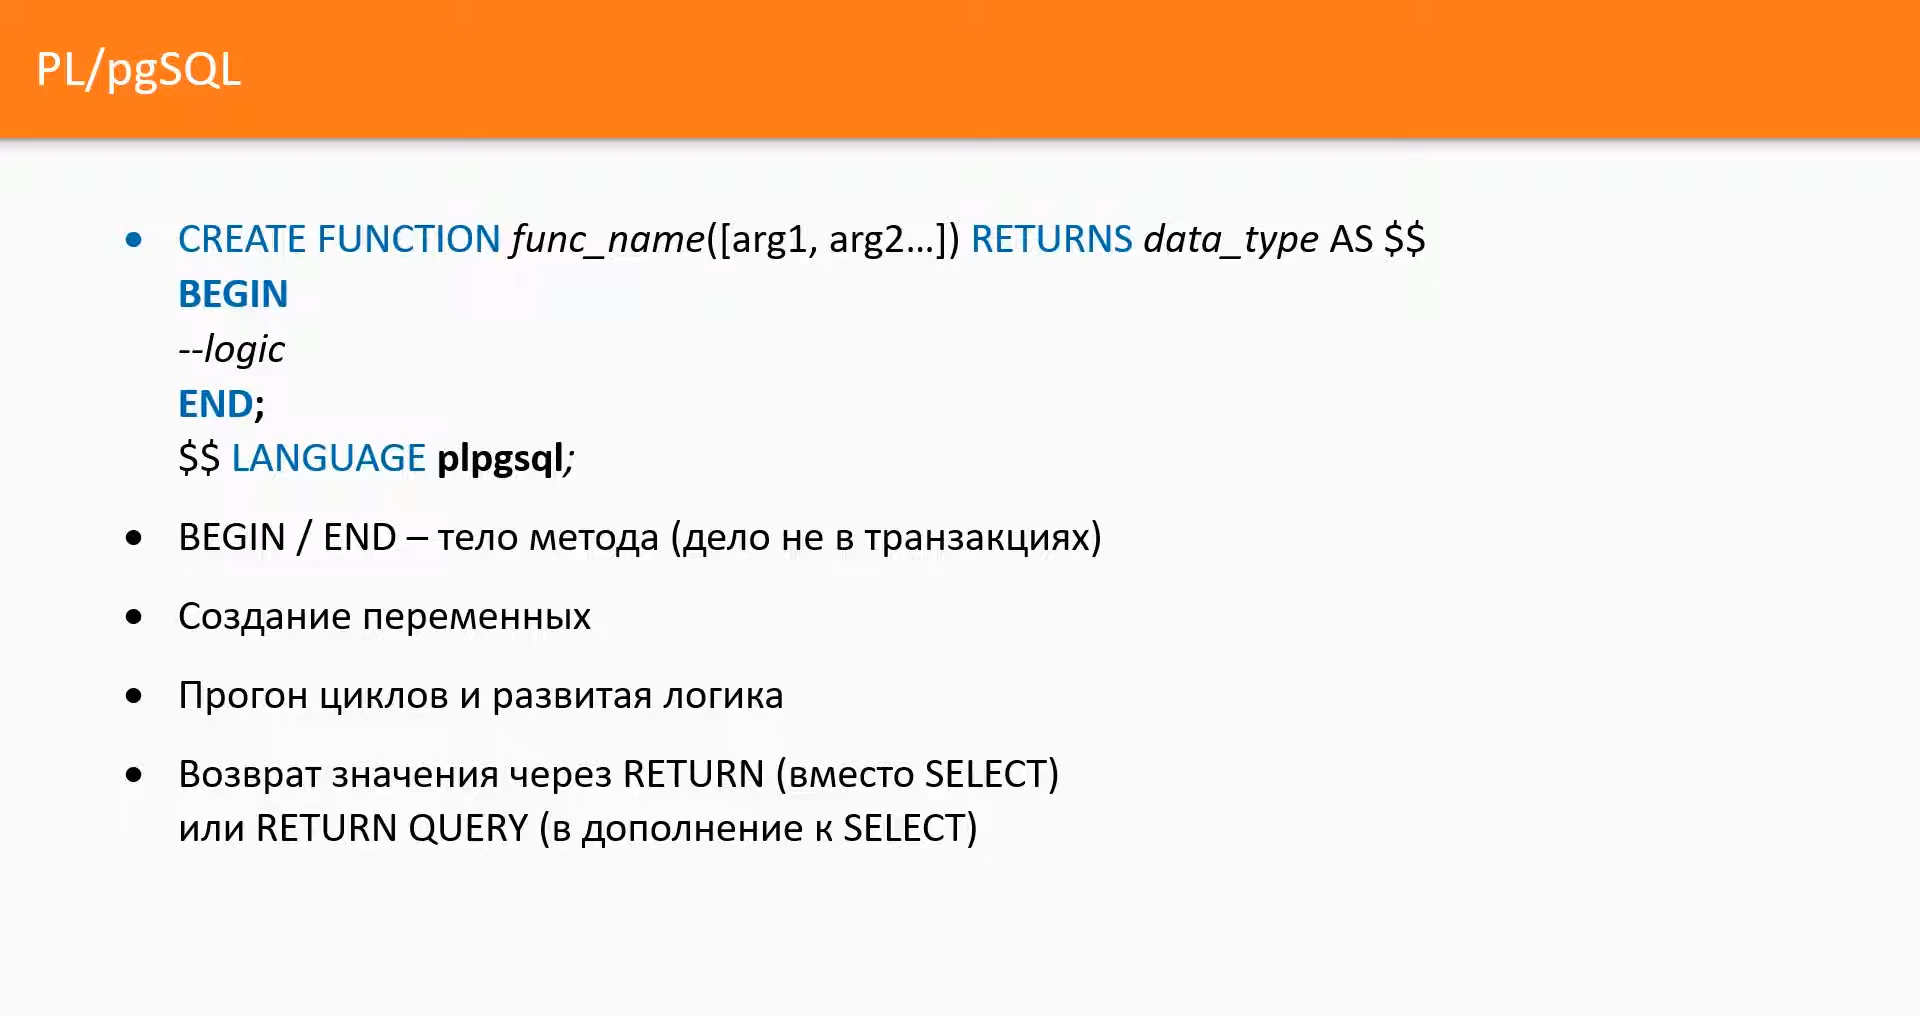 PL/pgSQL
• CREATE FUNCTION func_name([arg1, arg2…]) RETURNS data_type AS $$
BEGIN
--logic
END;
$$ LANGUAGE plpgsql;
• BEGIN / END – тело метода (дело не в транзакциях)
• Создание переменных
• Прогон циклов и развитая логика
• Возврат значения через RETURN (вместо SELECT)
или RETURN QUERY (в дополнение к SELECT)